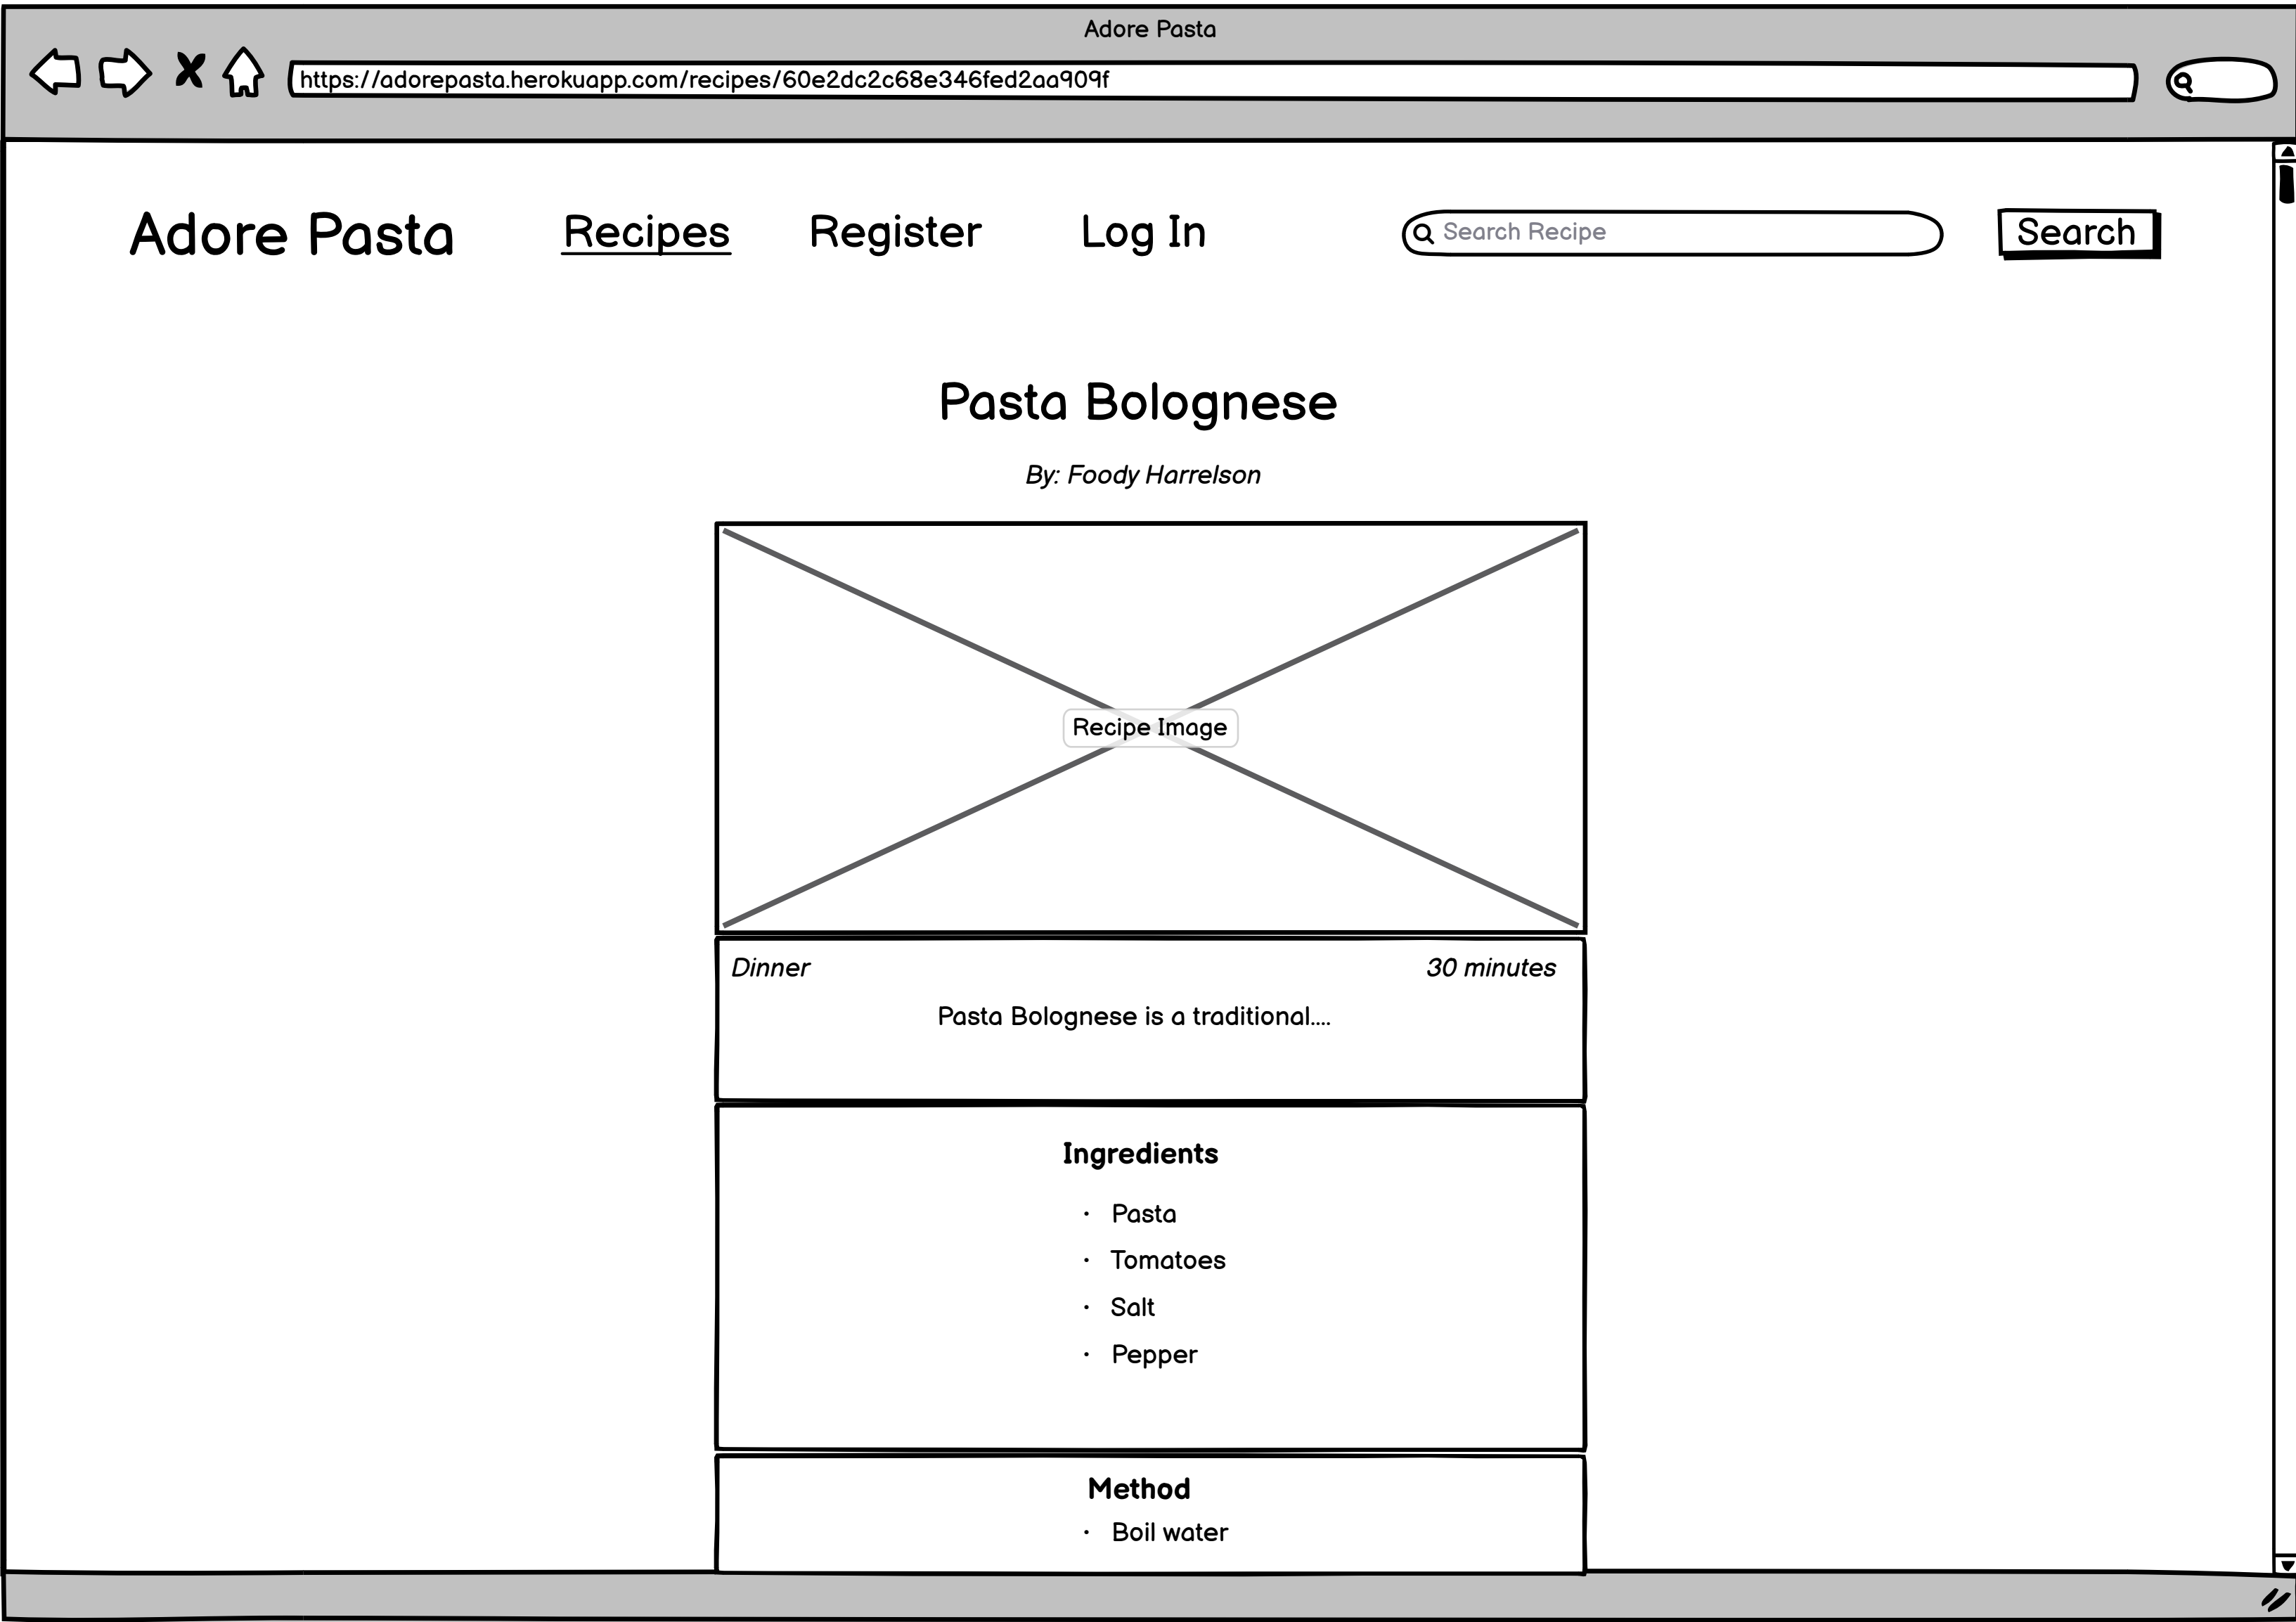 Adore Pasta
https://adorepasta.herokuapp.com/recipes/60e2dc2c68e346fed2aa909f
Adore Pasta Recipes Register Log In Search Recipe Search
Pasta Bolognese
By: Foody Harrelson
Recipe Image
Dinner 30 minutes
Pasta Bolognese is a traditional....
Ingredients
• Pasta
• Tomatoes
• Salt
• Pepper
Method
• Boil water